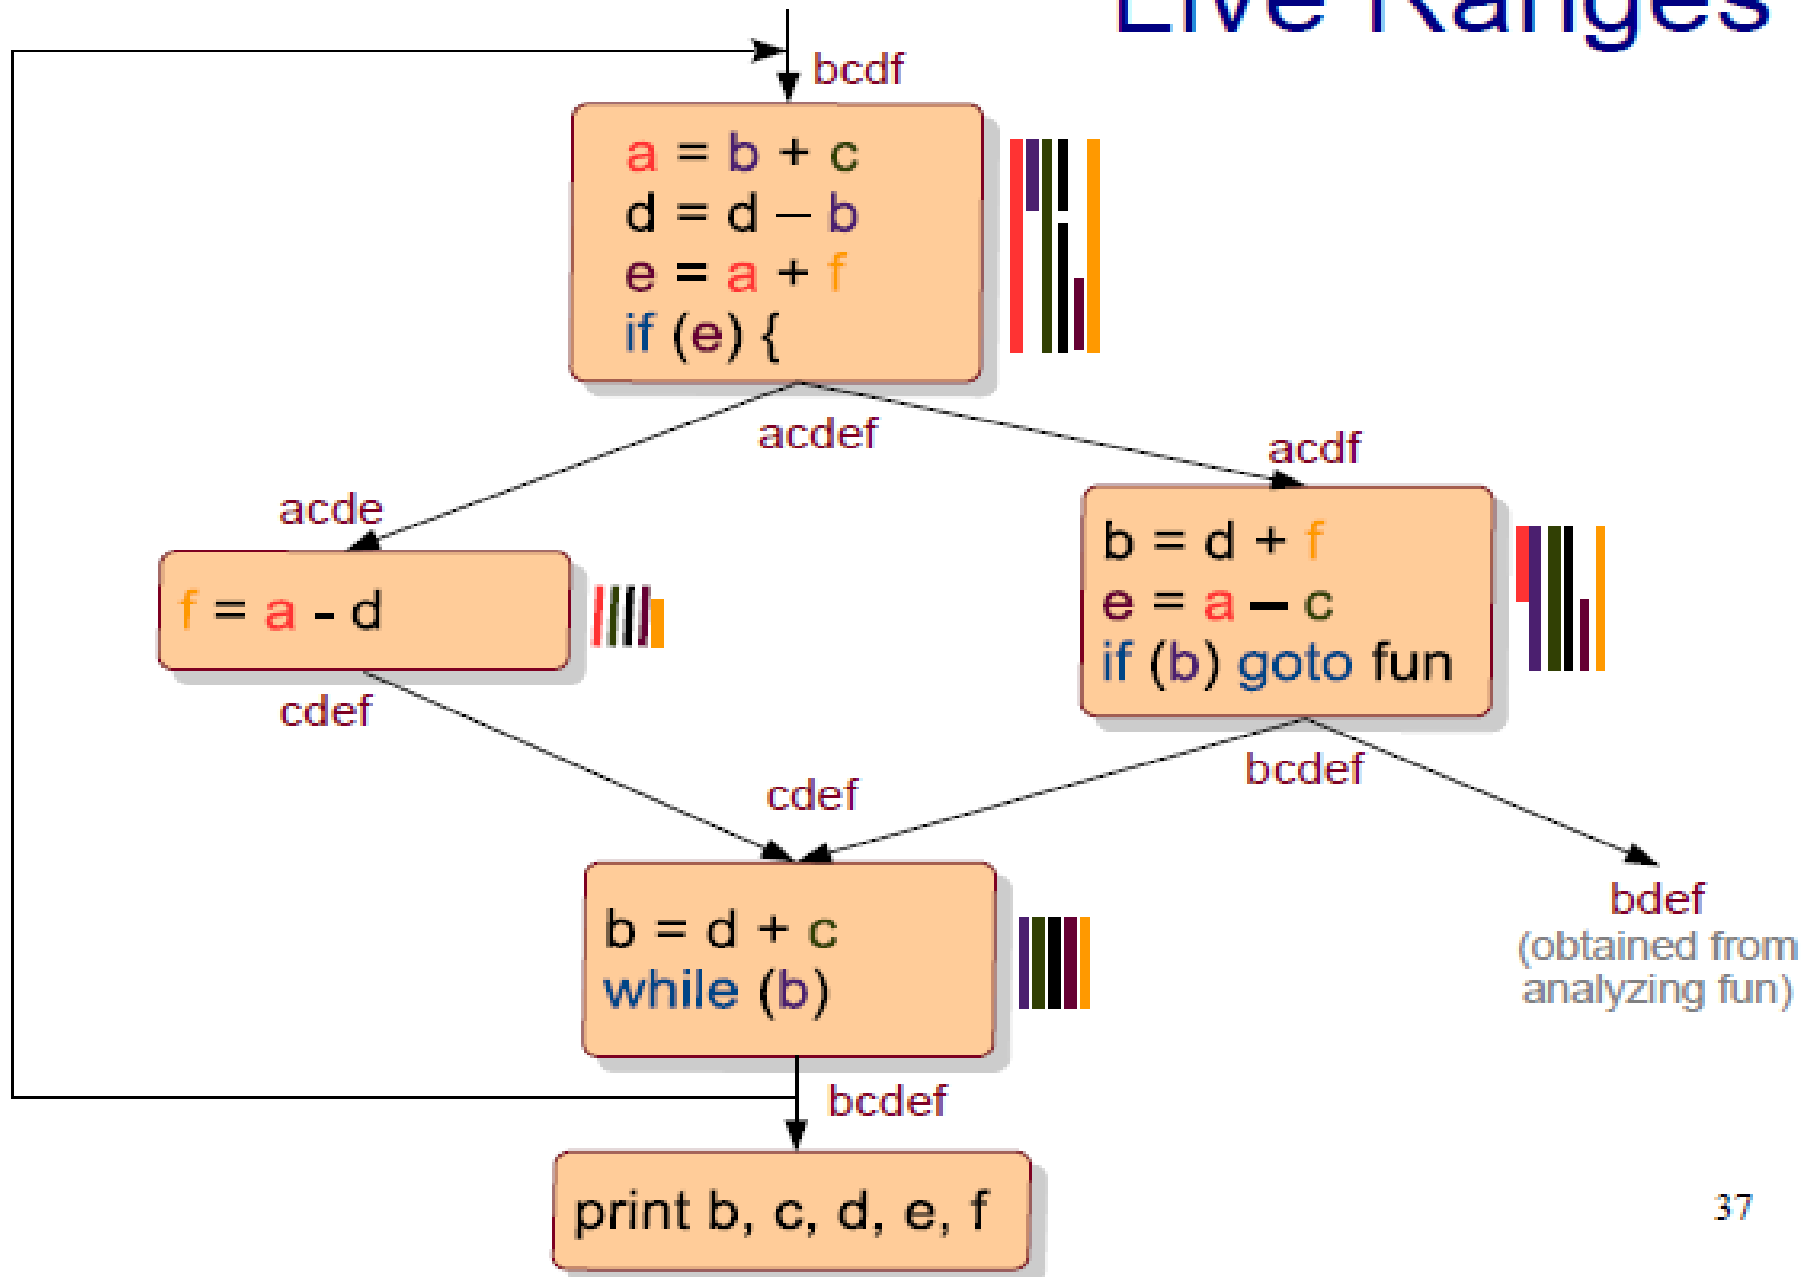 Live Ranges
bcdf
a = b + c
d = d – b
e = a + f
if (e) {
acdef
acdf
acde
f = a - d
b = d + f
e = a – c
if (b) goto fun
cdef
bcdef
cdef
b = d + c
while (b)
bdef
(obtained from
analyzing fun)
bcdef
print b, c, d, e, f
37